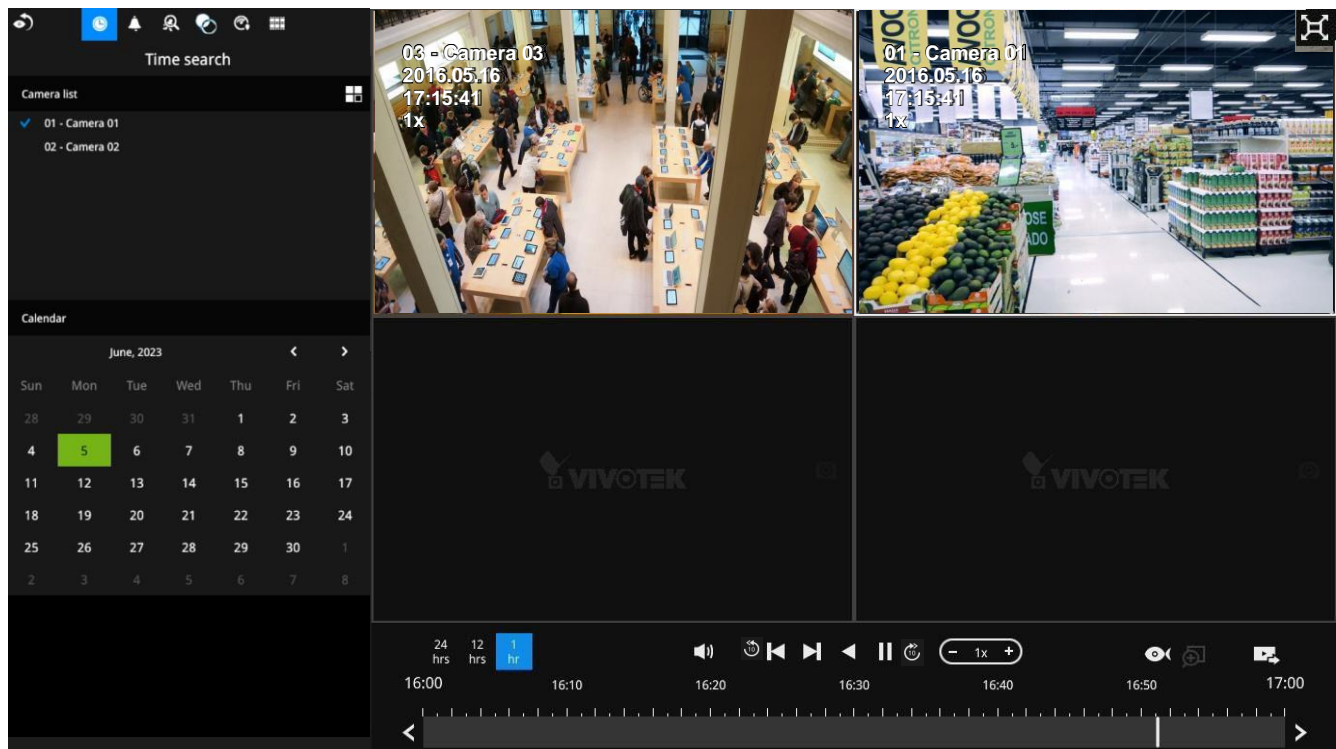 Time search
Camera list
01 - Camera 01
02 - Camera 02
Calendar
June, 2023
Sun Mon Tue Wed Thu Fri Sat
28 29 30 31 1 2 3
4 5 6 7 8 9 10
11 12 13 14 15 16 17
18 19 20 21 22 23 24
25 26 27 28 29 30 1
2 3 4 5 6 7 8
03 - Camera 03
2016.05.16
17:15:41
1x
01 - Camera 01
2016.05.16
17:15:41
1x
VIVOTEK
VIVOTEK
24 hrs
12 hrs
1 hr
10
10
- 1x +
16:00 16:10 16:20 16:30 16:40 16:50 17:00